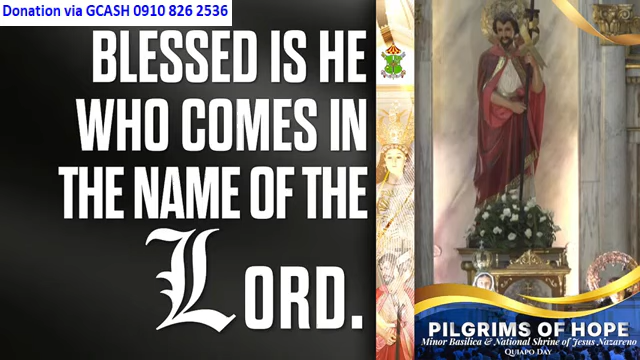 Donation via GCASH 0910 826 2536
BLESSED IS HE
WHO COMES IN
THE NAME OF THE
LORD.
PILGRIMS OF HOPE
Minor Basilica & National Shrine of Jesus Nazareno
QUIAPO DAY